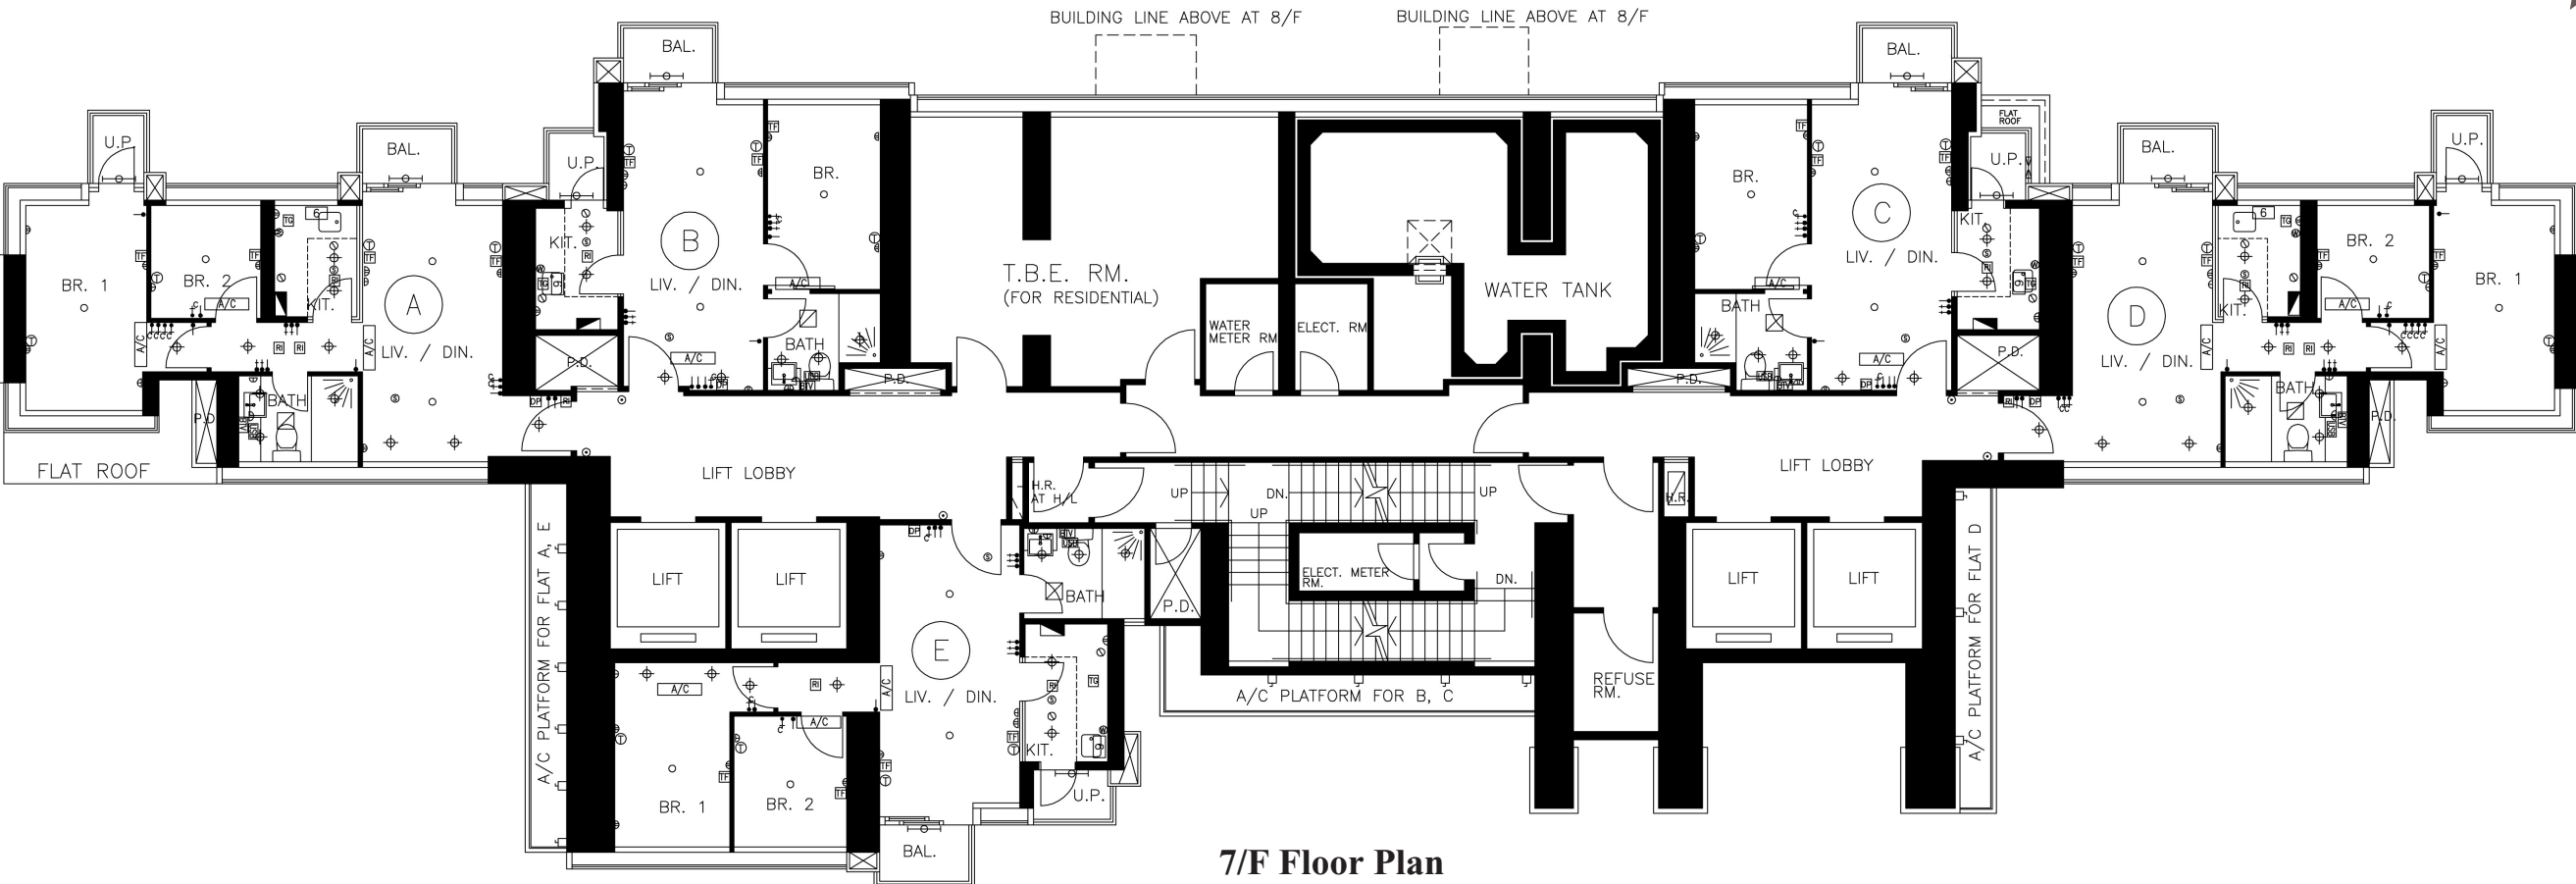 BUILDING LINE ABOVE AT 8/F
BUILDING LINE ABOVE AT 8/F
BAL.
BAL.
U.P.
BAL.
U.P.
BR.
BR.
FLAT
ROOF
U.P.
BAL.
U.P.
BR. 1
BR. 2
KIT.
A
LIV. / DIN.
KIT.
B
LIV. / DIN.
T.B.E. RM.
(FOR RESIDENTIAL)
WATER
METER RM
ELECT. RM
WATER TANK
C
LIV. / DIN.
KIT.
D
LIV. / DIN.
KIT.
BR. 2
BR. 1
A/C
A/C
A/C
A/C
A/C
A/C
A/C
A/C
A/C
A/C
BATH
BATH
BATH
BATH
P.D.
P.D.
P.D.
P.D.
P.D.
P.D.
FLAT ROOF
LIFT LOBBY
H.R.
AT H/L
UP
DN.
UP
UP
H.R.
LIFT LOBBY
A/C PLATFORM FOR FLAT A, E
LIFT
LIFT
E
LIV. / DIN.
BATH
P.D.
ELECT. METER
RM.
DN.
LIFT
LIFT
A/C PLATFORM FOR FLAT D
A/C
A/C
A/C
BR. 1
BR. 2
KIT.
U.P.
BAL.
A/C PLATFORM FOR B, C
REFUSE
RM.
7/F Floor Plan